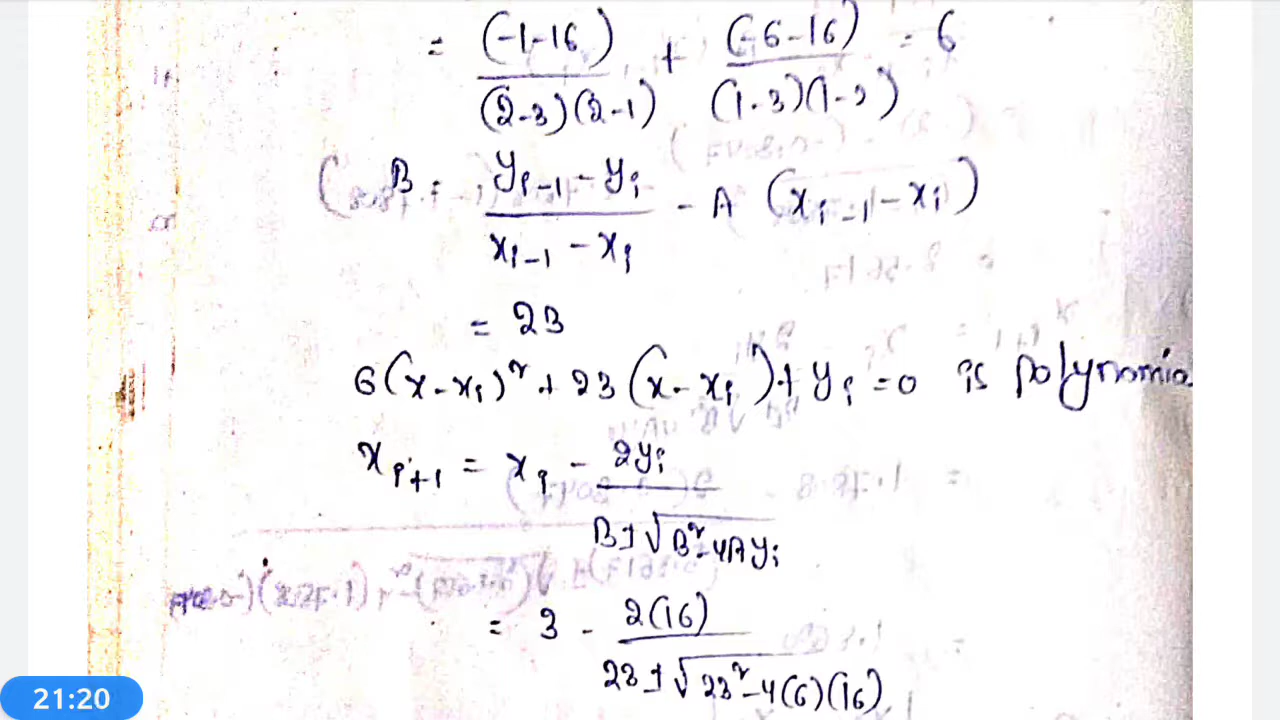 = (-1-16)/((2-3)(2-1)) + (-6-16)/((1-3)(1-2)) = 6
B = (y_{i-1} - y_i)/(x_{i-1} - x_i) - A (x_{i-1} - x_i)
= 23
6(x-x_i)² + 23(x-x_i) + y_i = 0 is polynomia
x_{i+1} = x_i - 2y_i/(B ± √(B²-4Ay_i))
= 3 - 2(16)/(23 ± √(23²-4(6)(16)))
21:20